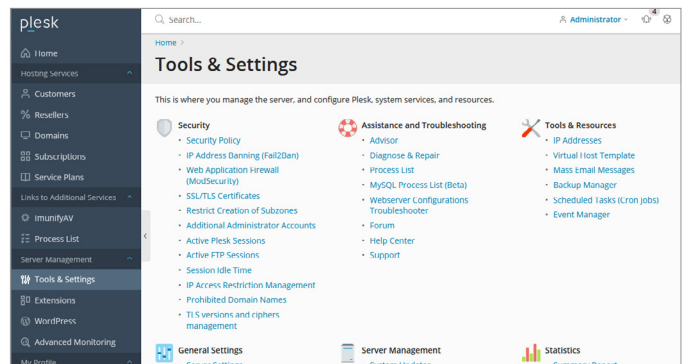 plesk
Search...
Administrator
4
Home
Hosting Services
Customers
Resellers
Domains
Subscriptions
Service Plans
Links to Additional Services
ImunifyAV
Process List
Server Management
Tools & Settings
Extensions
WordPress
Advanced Monitoring
My Profile
Home >
Tools & Settings
This is where you manage the server, and configure Plesk, system services, and resources.
Security
Security Policy
IP Address Banning (Fail2Ban)
Web Application Firewall
(ModSecurity)
SSL/TLS Certificates
Restrict Creation of Subzones
Additional Administrator Accounts
Active Plesk Sessions
Active FTP Sessions
Session Idle Time
IP Access Restriction Management
Prohibited Domain Names
TLS versions and ciphers
management
Assistance and Troubleshooting
Advisor
Diagnose & Repair
Process List
MySQL Process List (Beta)
Webserver Configurations
Troubleshooter
Forum
Help Center
Support
Tools & Resources
IP Addresses
Virtual Host Template
Mass Email Messages
Backup Manager
Scheduled Tasks (Cron jobs)
Event Manager
General Settings
Server Settings
Server Management
System Updates
Statistics
Summary Report